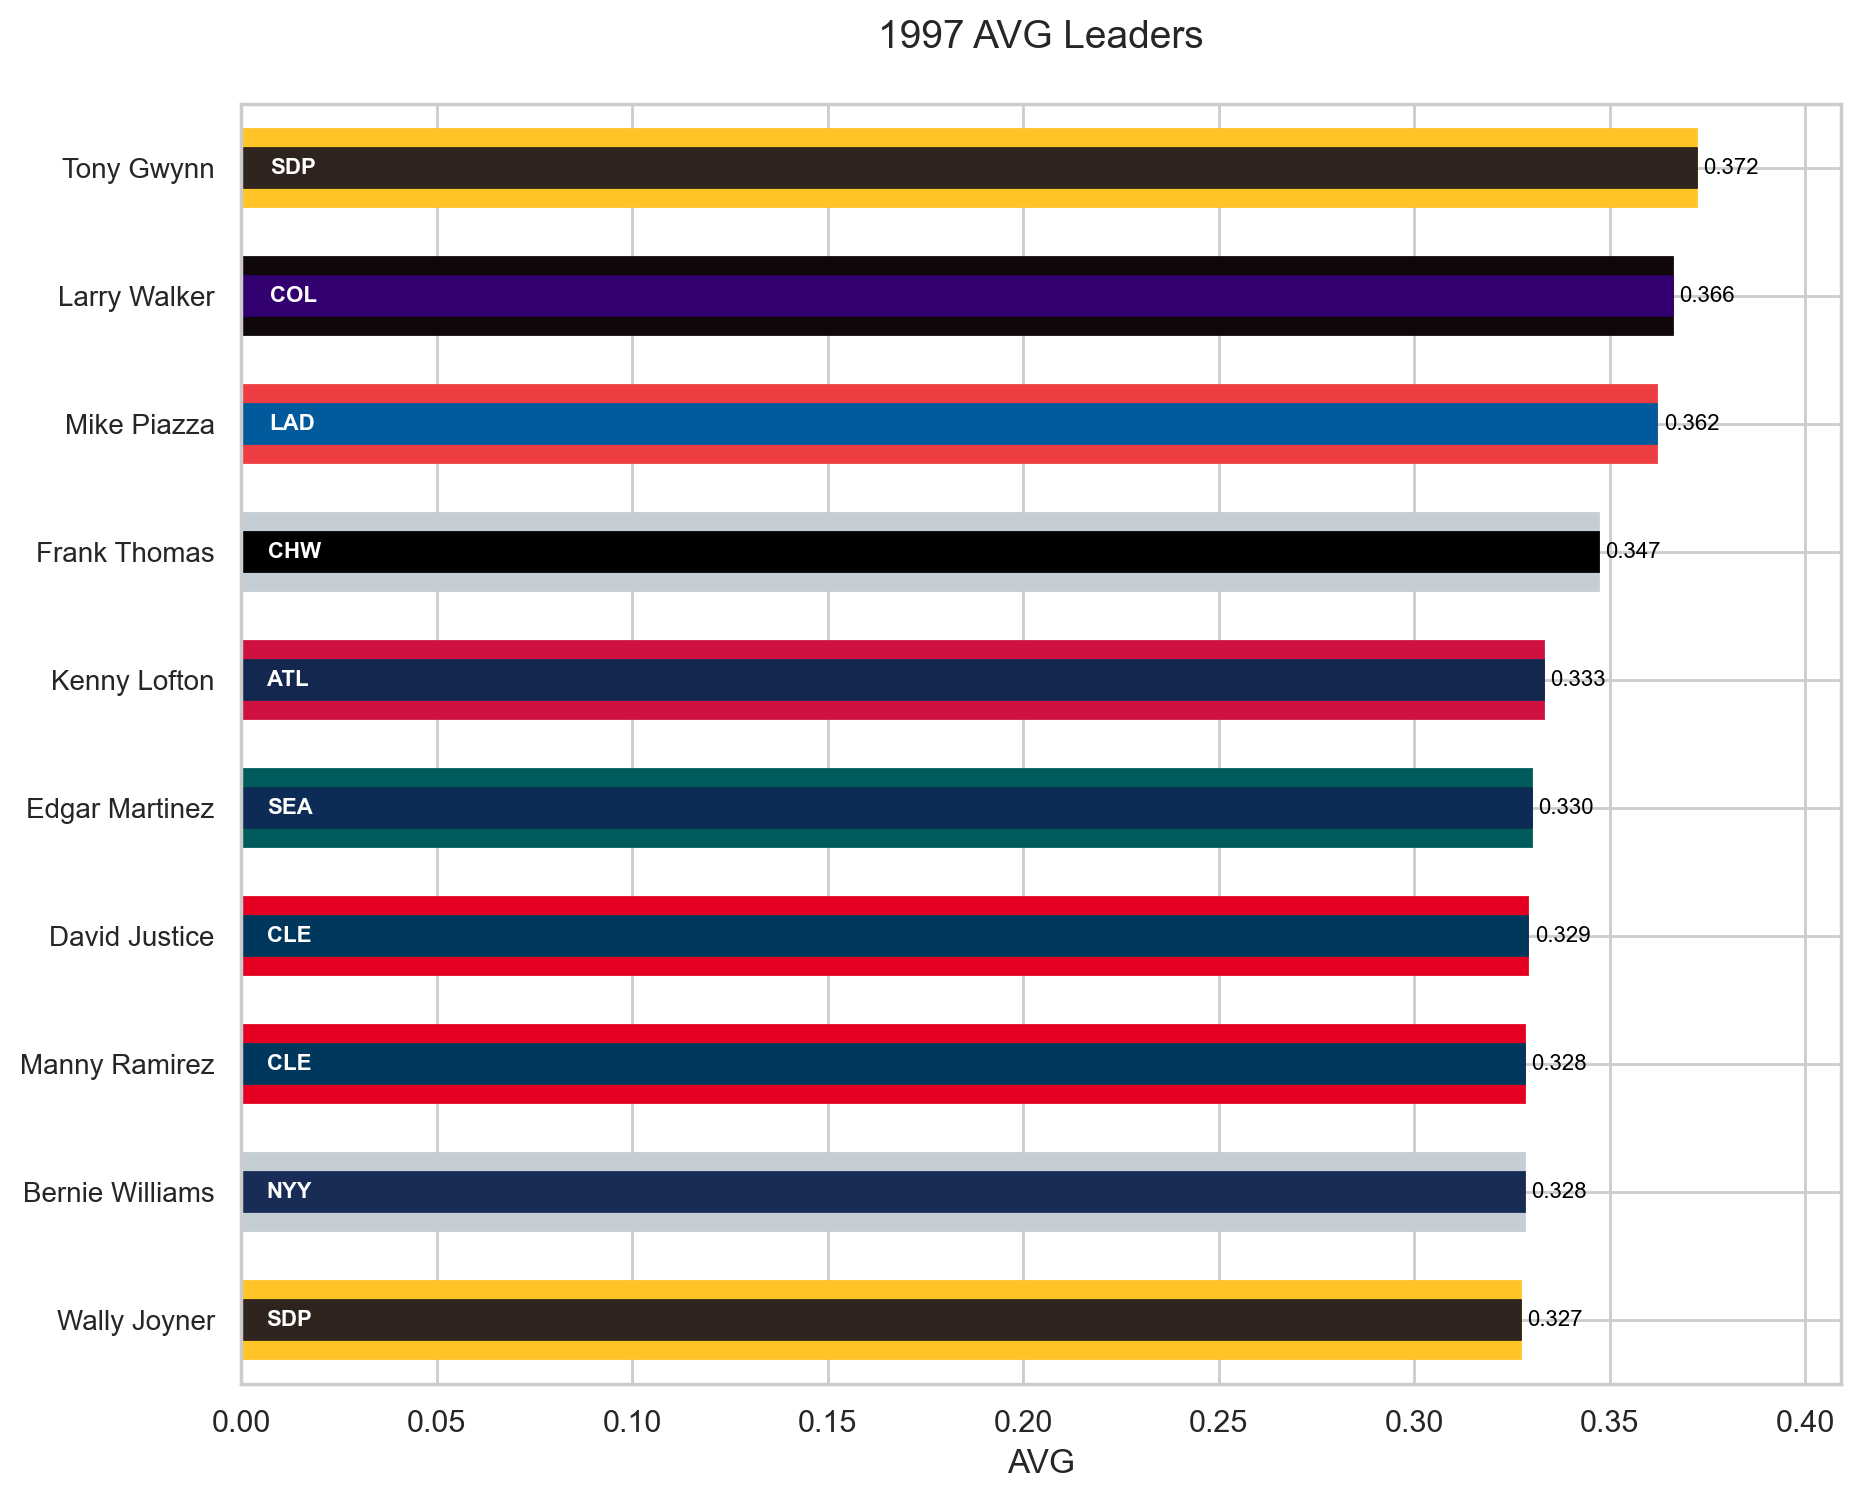 1997 AVG Leaders
Tony Gwynn
SDP
0.372
Larry Walker
COL
0.366
Mike Piazza
LAD
0.362
Frank Thomas
CHW
0.347
Kenny Lofton
ATL
0.333
Edgar Martinez
SEA
0.330
David Justice
CLE
0.329
Manny Ramirez
CLE
0.328
Bernie Williams
NYY
0.328
Wally Joyner
SDP
0.327
0.00 0.05 0.10 0.15 0.20 0.25 0.30 0.35 0.40
AVG